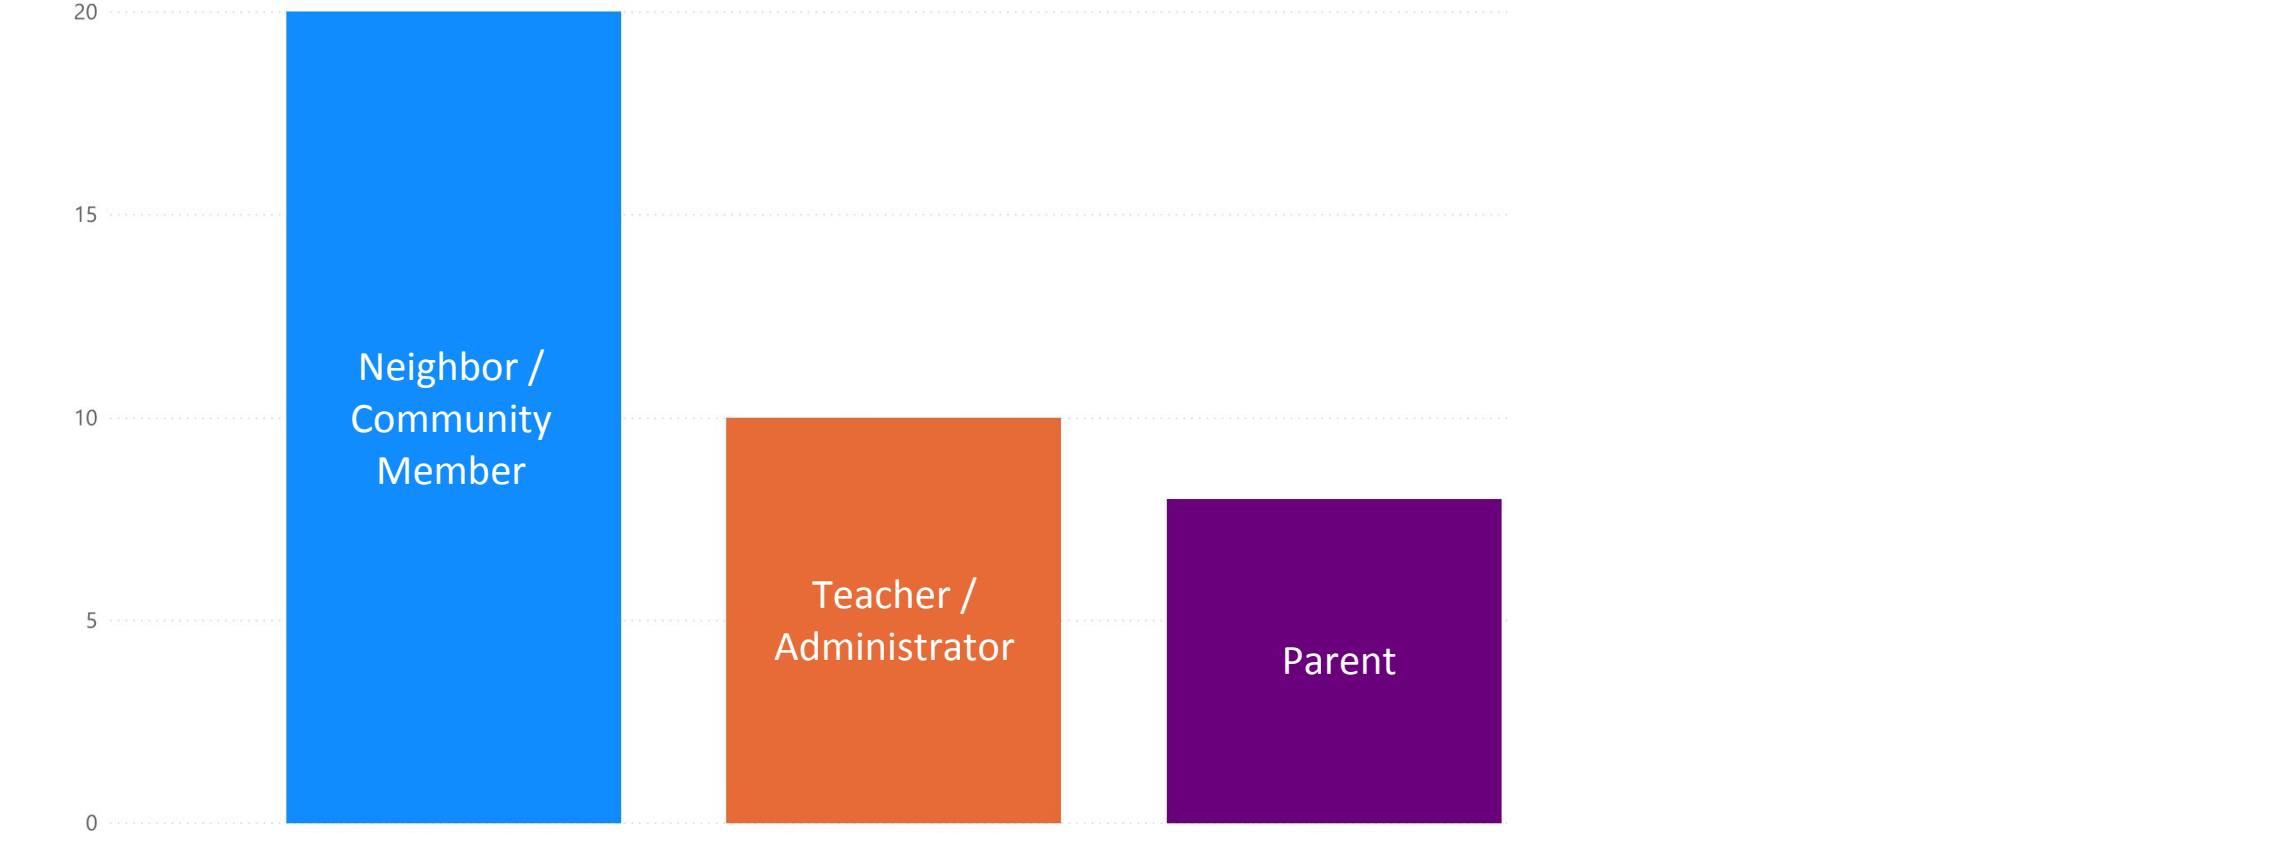 20
15
10
5
0
Neighbor /
Community
Member
Teacher /
Administrator
Parent